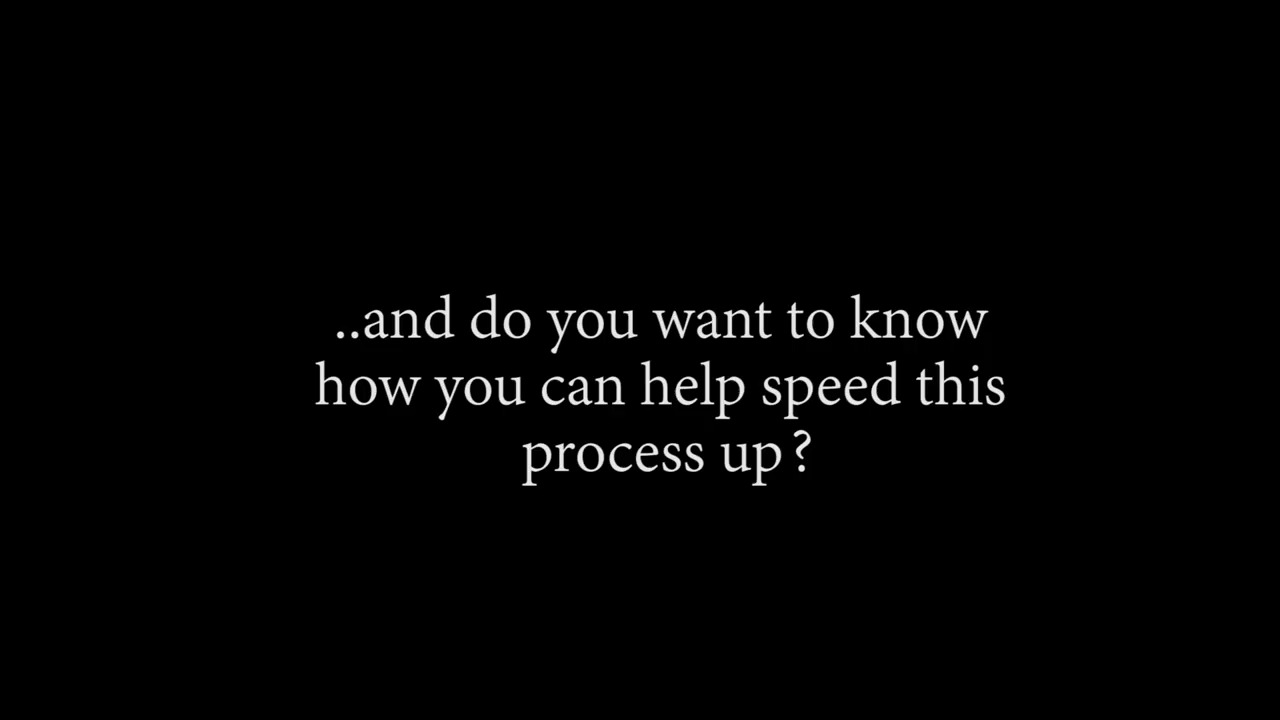 ..and do you want to know
how you can help speed this
process up?